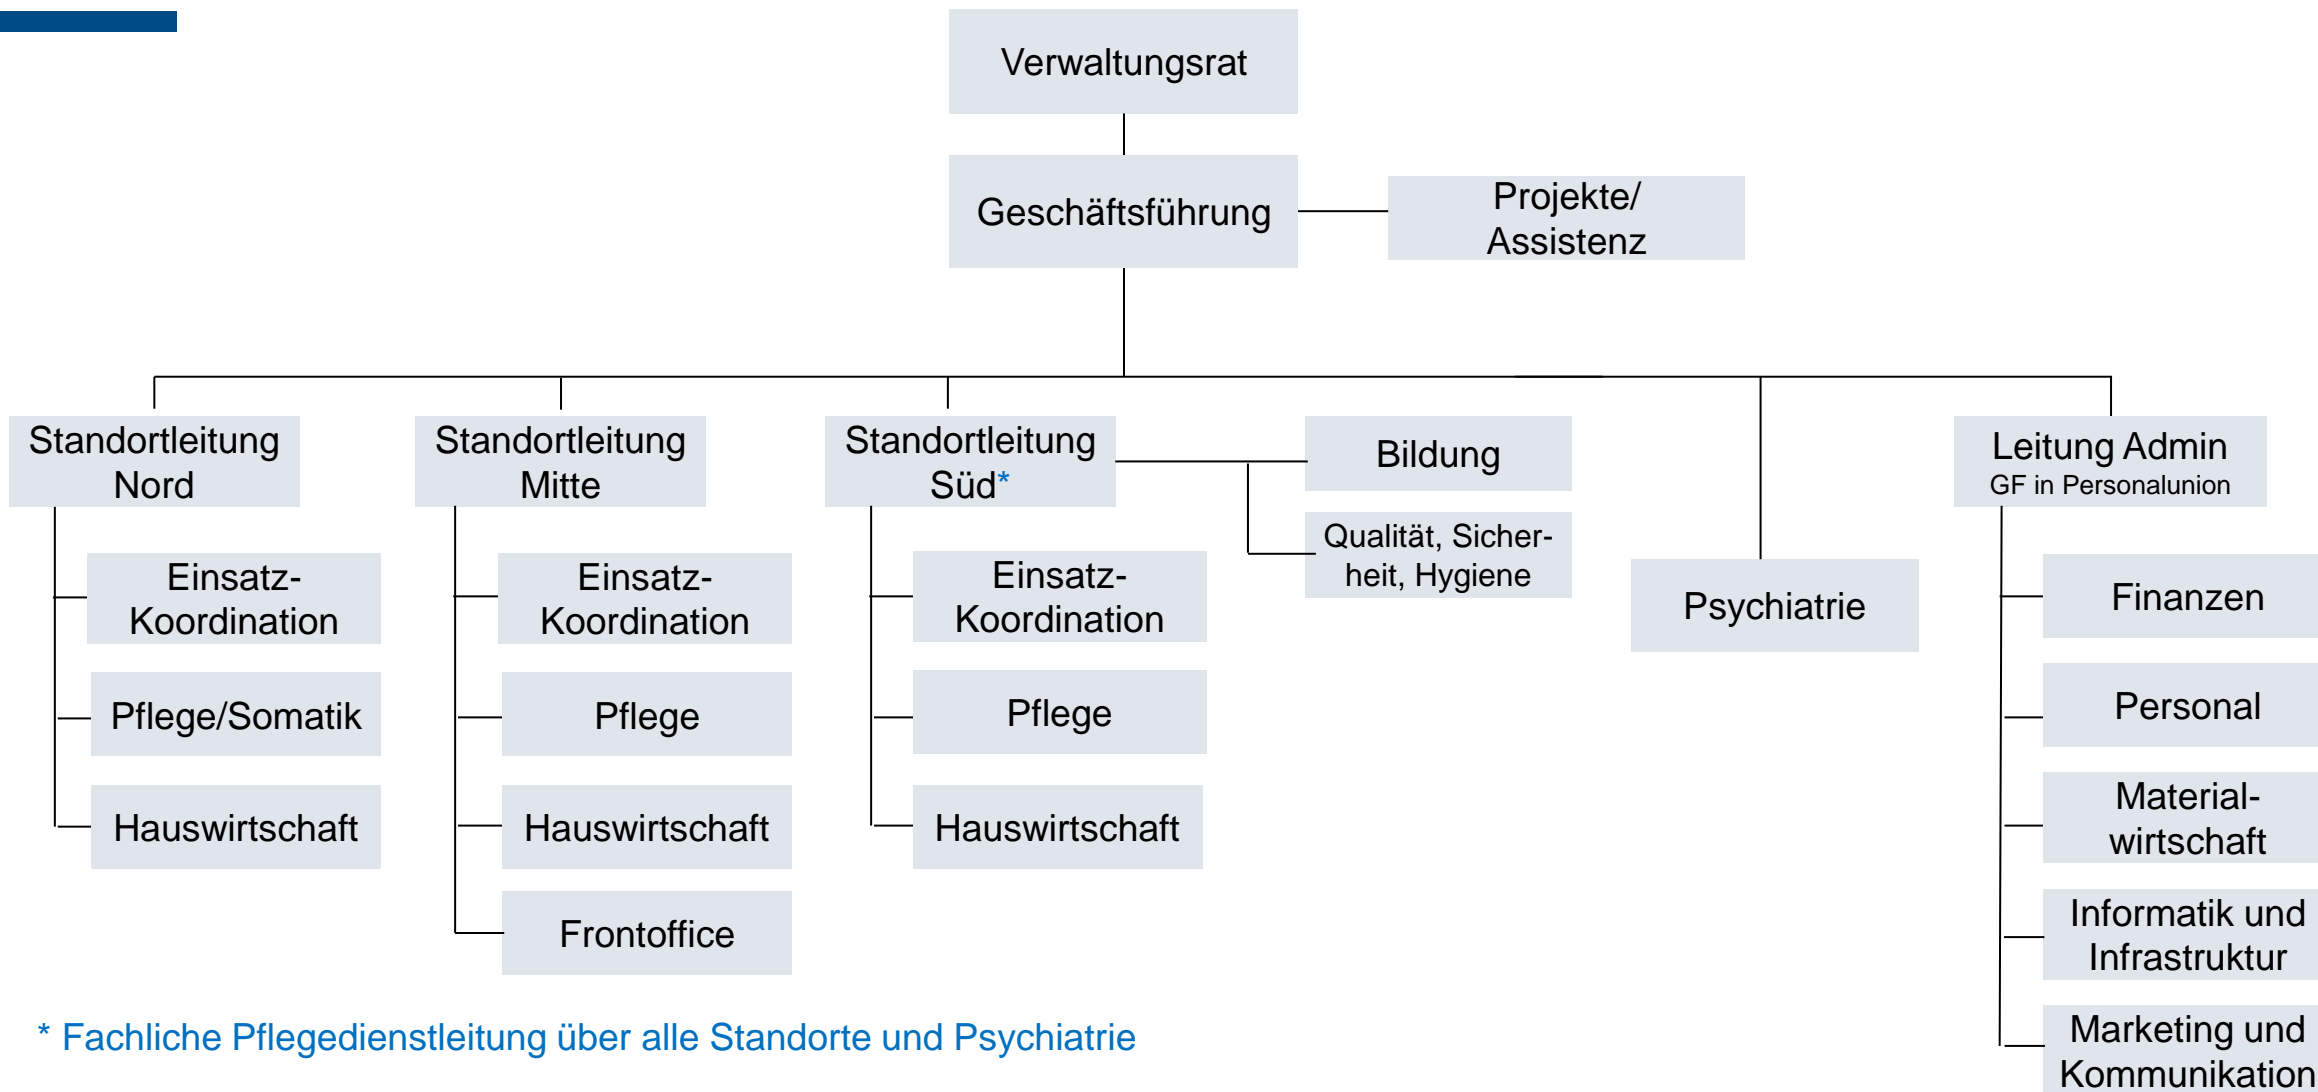 Verwaltungsrat
Geschäftsführung
Projekte/
Assistenz
Standortleitung
Nord
Einsatz-
Koordination
Pflege/Somatik
Hauswirtschaft
Standortleitung
Mitte
Einsatz-
Koordination
Pflege
Hauswirtschaft
Frontoffice
Standortleitung
Süd*
Einsatz-
Koordination
Pflege
Hauswirtschaft
Bildung
Qualität, Sicher-
heit, Hygiene
Psychiatrie
Leitung Admin
GF in Personalunion
Finanzen
Personal
Material-
wirtschaft
Informatik und
Infrastruktur
Marketing und
Kommunikation
* Fachliche Pflegedienstleitung über alle Standorte und Psychiatrie